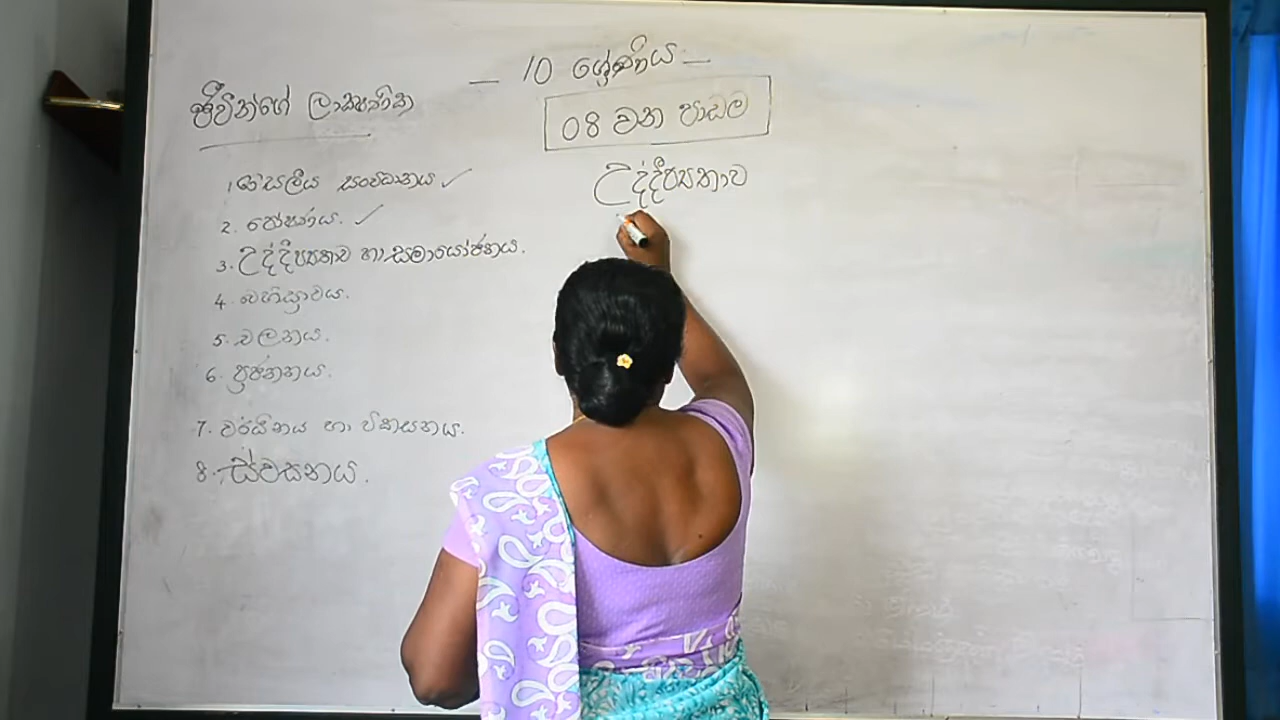 — 10 ශ්‍රේණිය —
08 වන පාඩම
උද්දීප්‍යතාව
ජීවීන්ගේ ලාක්ෂණික
1. සෛලීය සංවිධානය ✓
2. පෝෂණය. ✓
3. උද්දීප්‍යතාව හා සමායෝජනය.
4. බෙහිස්‍රාවය.
5. චලනය.
6. ප්‍රජනනය.
7. වර්ධනය හා විකසනය.
8. ස්වසනය.